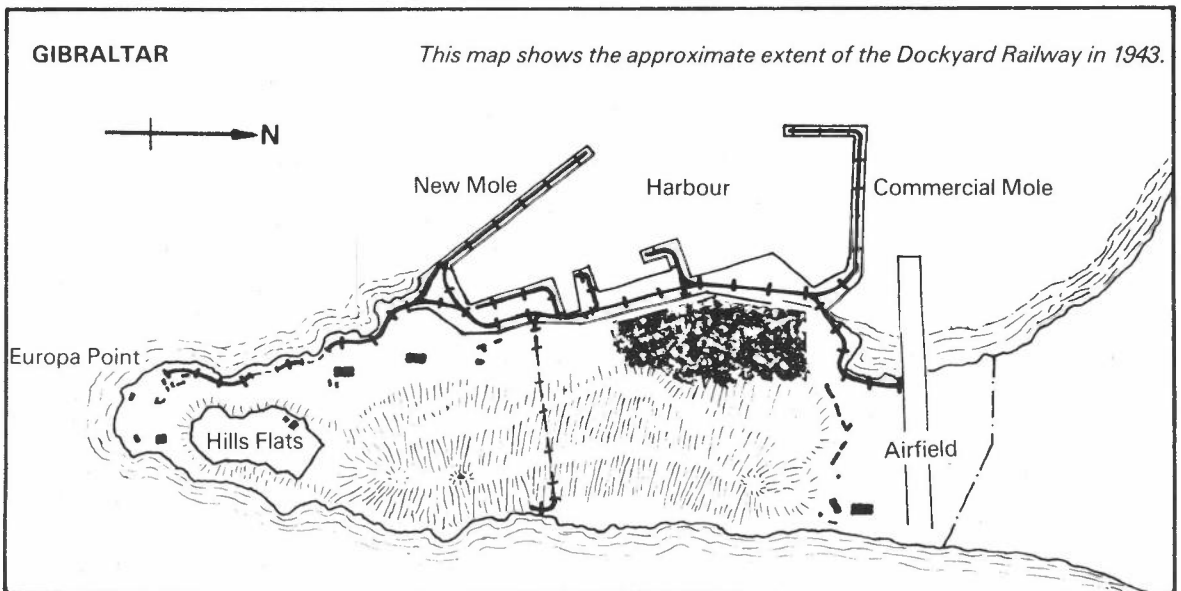 GIBRALTAR
This map shows the approximate extent of the Dockyard Railway in 1943.
N
New Mole
Harbour
Commercial Mole
Europa Point
Hills Flats
Airfield